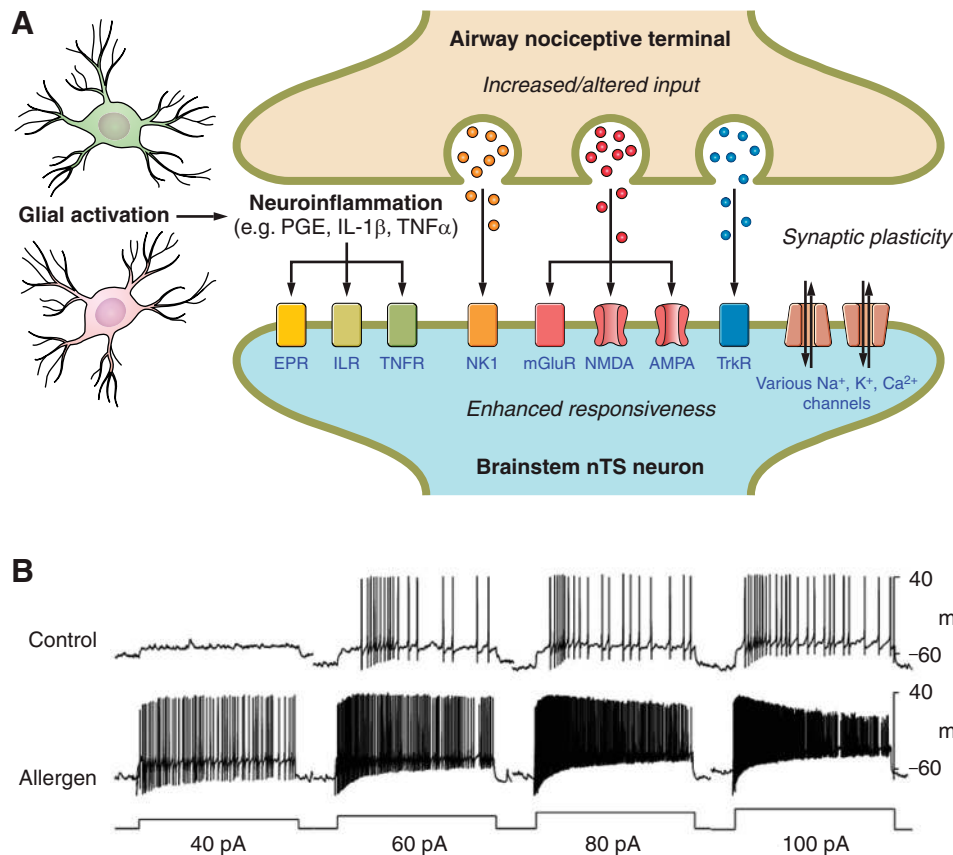 A
Airway nociceptive terminal
Increased/altered input
Glial activation
Neuroinflammation
(e.g. PGE, IL-1β, TNFα)
Synaptic plasticity
EPR ILR TNFR NK1 mGluR NMDA AMPA TrkR
Various Na⁺, K⁺, Ca²⁺
channels
Enhanced responsiveness
Brainstem nTS neuron
B
Control
40
m
–60
Allergen
40
m
–60
40 pA 60 pA 80 pA 100 pA